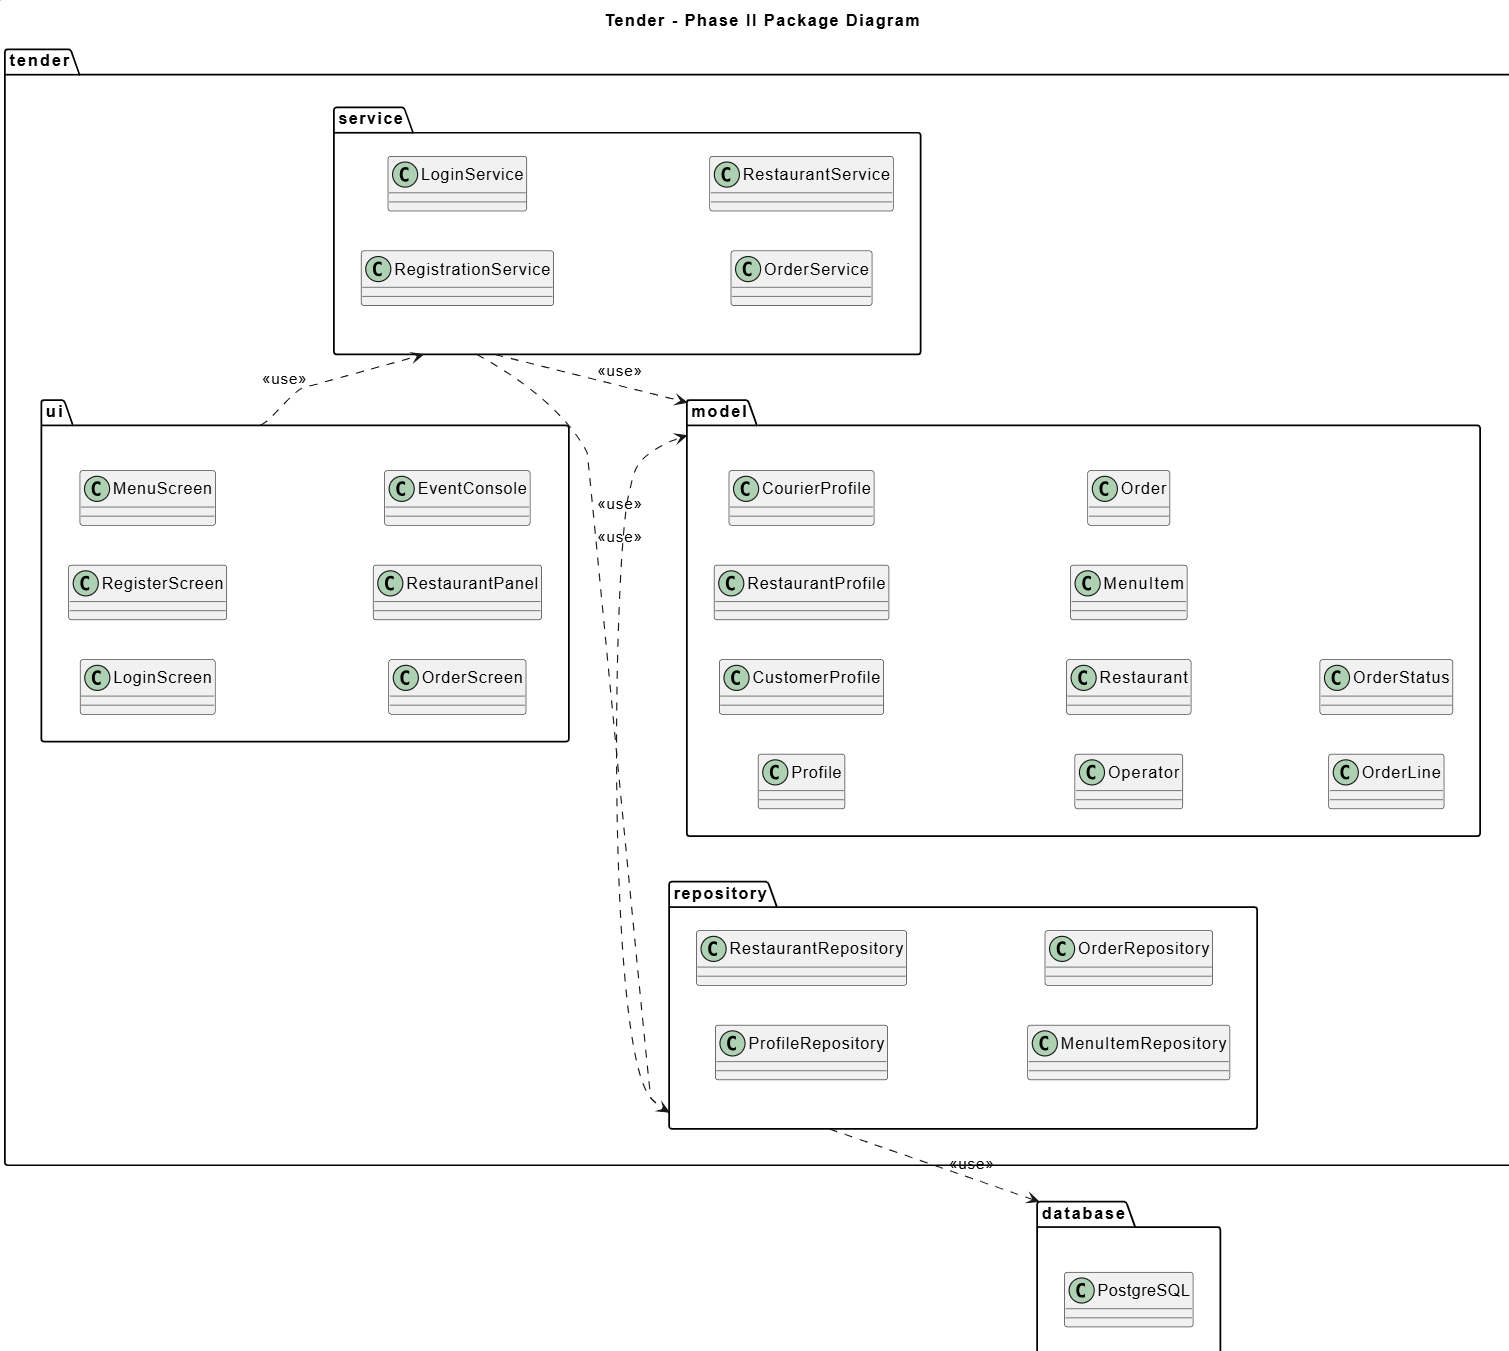 Tender - Phase II Package Diagram
tender
service
C LoginService
C RestaurantService
C RegistrationService
C OrderService
«use»
«use»
ui
model
C MenuScreen
C EventConsole
C CourierProfile
C Order
«use»
«use»
C RegisterScreen
C RestaurantPanel
C RestaurantProfile
C MenuItem
C LoginScreen
C OrderScreen
C CustomerProfile
C Restaurant
C OrderStatus
C Profile
C Operator
C OrderLine
repository
C RestaurantRepository
C OrderRepository
C ProfileRepository
C MenuItemRepository
«use»
database
C PostgreSQL